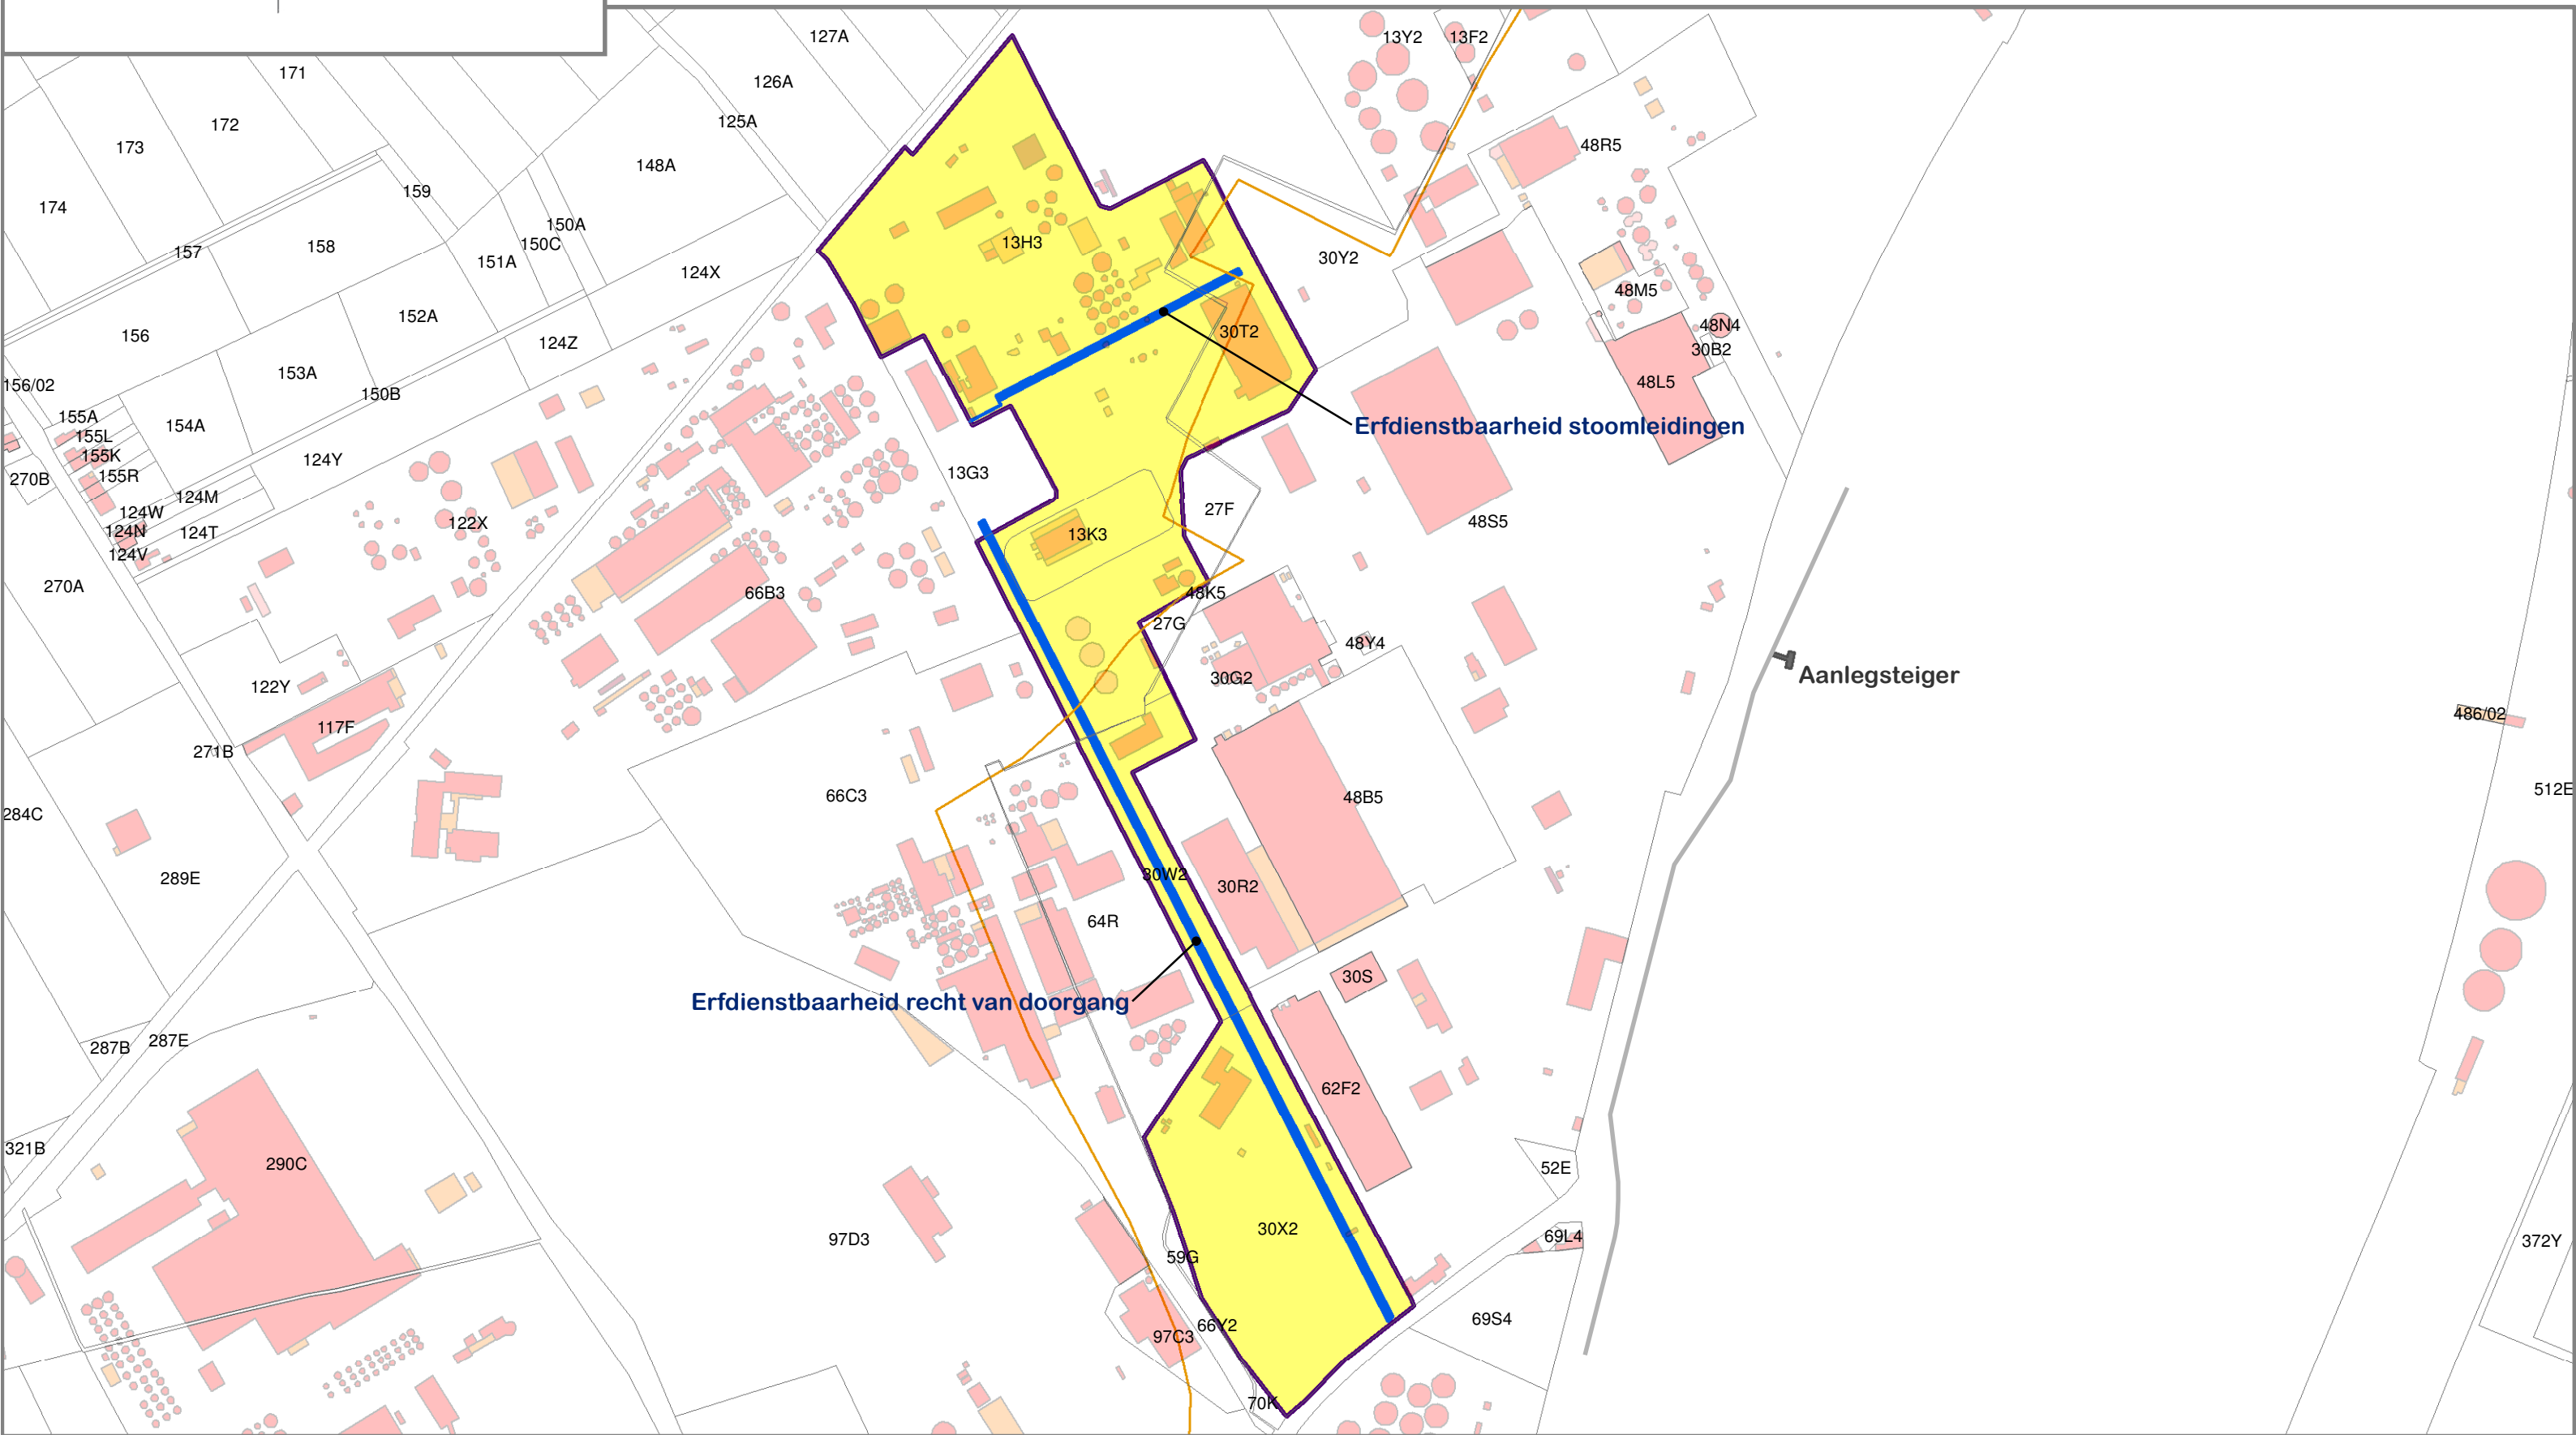 127A
13Y2
13F2
171
126A
172
125A
173
48R5
148A
159
174
150A
150C
13H3
158
157
151A
30Y2
124X
48M5
152A
48N4
30T2
156
124Z
30B2
153A
48L5
156/02
150B
155A
154A
Erfdienstbaarheid stoomleidingen
155L
155K
124Y
13G3
155R
270B
124M
27F
124W
48S5
122X
124N
124T
13K3
124V
270A
66B3
48K5
27G
48Y4
30G2
Aanlegsteiger
122Y
486/02
117F
271B
512E
66C3
48B5
284C
30W2
289E
30R2
64R
30S
Erfdienstbaarheid recht van doorgang
287E
287B
62F2
321B
290C
52E
30X2
69L4
97D3
372Y
59G
69S4
66Y2
97C3
70K